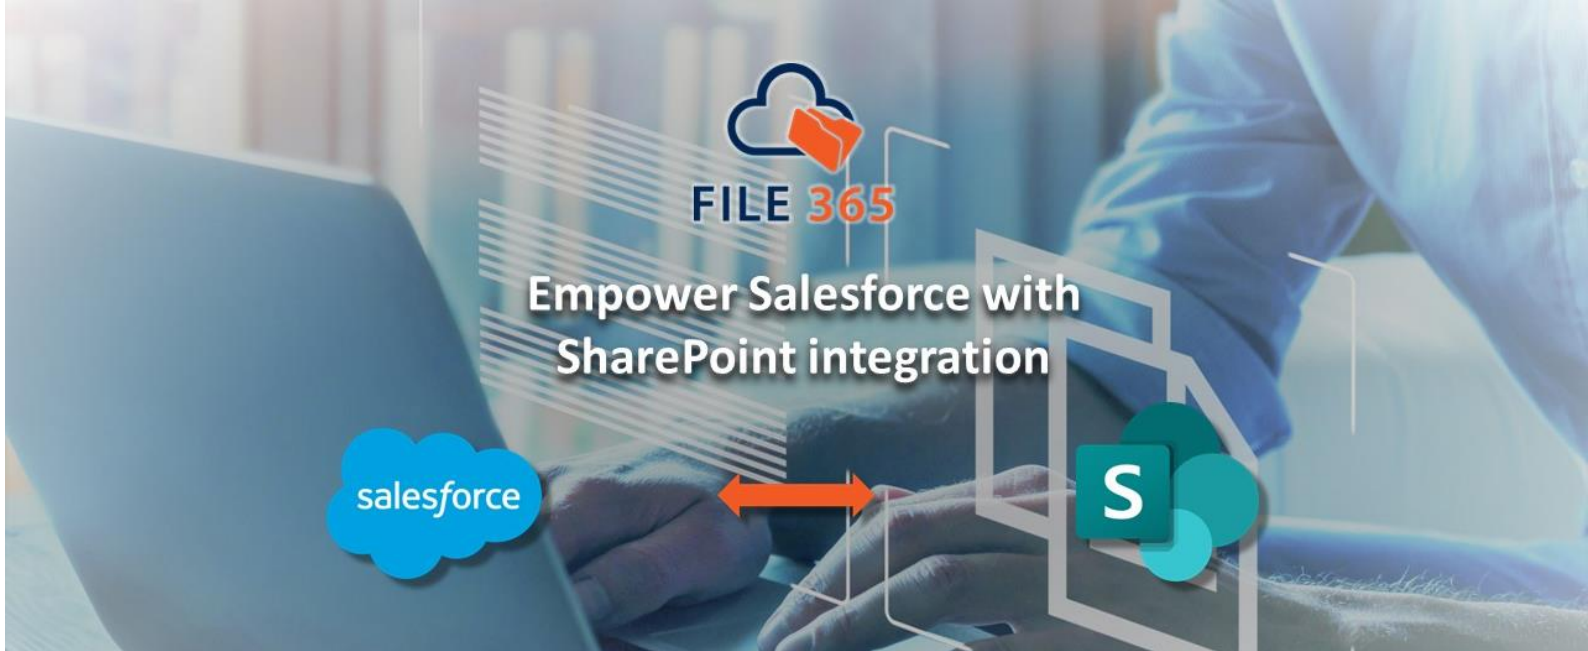 FILE 365
Empower Salesforce with
SharePoint integration
salesforce
S